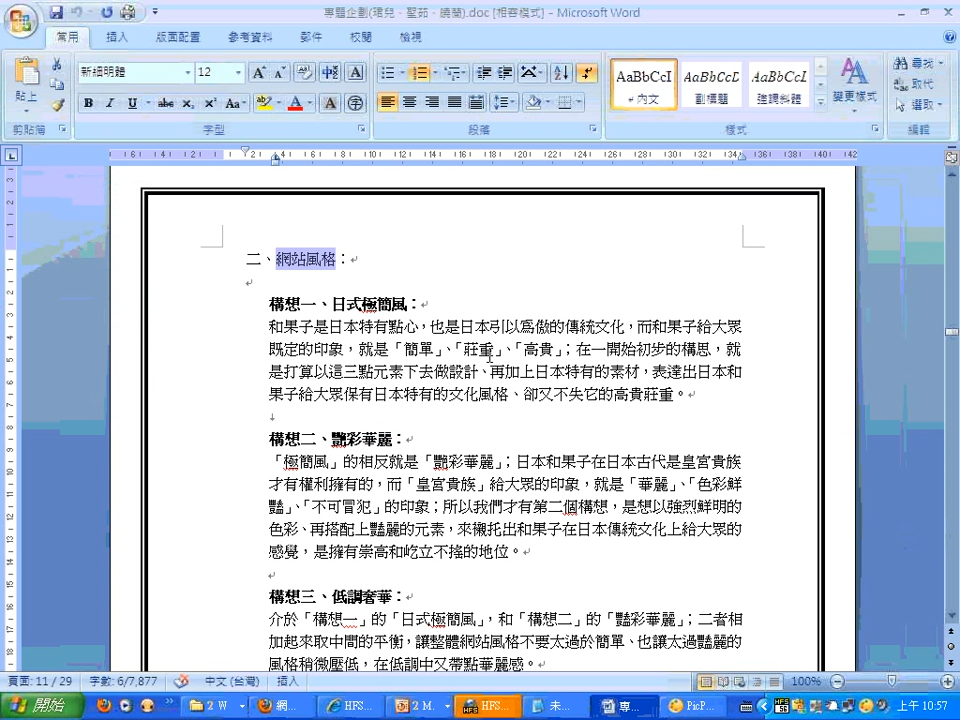 專題企劃(珺兒、聖茹、曉蘭).doc [相容模式] - Microsoft Word
常用 插入 版面配置 參考資料 郵件 校閱 檢視
貼上 新細明體 12 AaBbCcI AaBbCcD AaBbCcL 變更樣式 尋找 取代 選取
B I U abc X₂ X² Aa 內文 副標題 強調斜體
剪貼簿 字型 段落 樣式 編輯
二、網站風格：
構想一、日式極簡風：
和果子是日本特有點心，也是日本引以為傲的傳統文化，而和果子給大眾
既定的印象，就是「簡單」、「莊重」、「高貴」；在一開始初步的構思，就
是打算以這三點元素下去做設計、再加上日本特有的素材，表達出日本和
果子給大眾保有日本特有的文化風格、卻又不失它的高貴莊重。
構想二、艷彩華麗：
「極簡風」的相反就是「艷彩華麗」；日本和果子在日本古代是皇宮貴族
才有權利擁有的，而「皇宮貴族」給大眾的印象，就是「華麗」、「色彩鮮
豔」、「不可冒犯」的印象；所以我們才有第二個構想，是想以強烈鮮明的
色彩、再搭配上豔麗的元素，來襯托出和果子在日本傳統文化上給大眾的
感覺，是擁有崇高和屹立不搖的地位。
構想三、低調奢華：
介於「構想一」的「日式極簡風」，和「構想二」的「豔彩華麗」；二者相
加起來取中間的平衡，讓整體網站風格不要太過於簡單、也讓太過豔麗的
風格稍微壓低，在低調中又帶點華麗感。
頁面: 11 / 29 字數: 6/7,877 中文 (台灣) 插入 100%
開始 2 W 網... HFS... 2 M. HFS... 未... 專... PicP... 上午 10:57